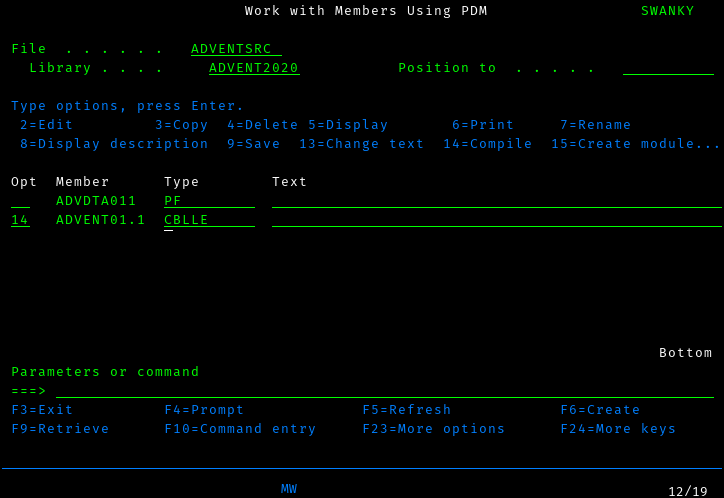 Work with Members Using PDM SWANKY
File . . . . . . ADVENTSRC
Library . . . . ADVENT2020 Position to . . . . .
Type options, press Enter.
2=Edit 3=Copy 4=Delete 5=Display 6=Print 7=Rename
8=Display description 9=Save 13=Change text 14=Compile 15=Create module...
Opt Member Type Text
ADVDTA011 PF
14 ADVENT01.1 CBLLE
Bottom
Parameters or command
===>
F3=Exit F4=Prompt F5=Refresh F6=Create
F9=Retrieve F10=Command entry F23=More options F24=More keys
MW 12/19